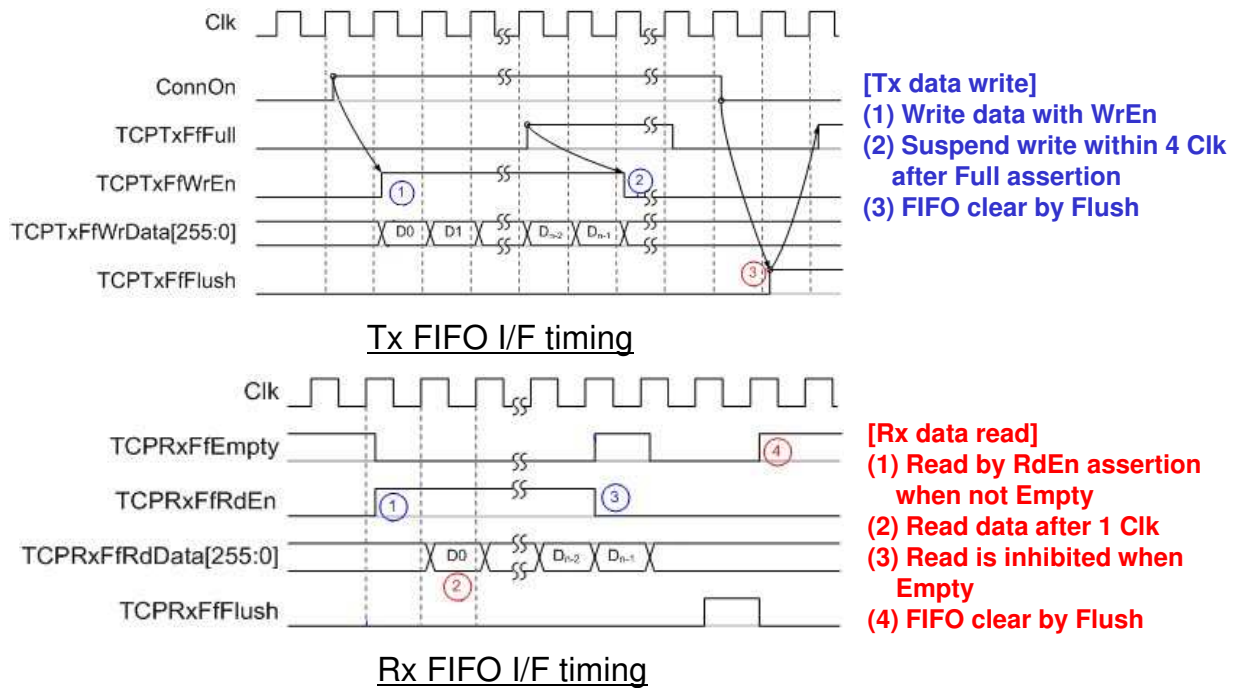 Clk
ConnOn
TCPTxFfFull
TCPTxFfWrEn
1
2
TCPTxFfWrData[255:0]
D0 D1 Dn-2 Dn-1
TCPTxFfFlush
3
[Tx data write]
(1) Write data with WrEn
(2) Suspend write within 4 Clk
after Full assertion
(3) FIFO clear by Flush
Tx FIFO I/F timing
Clk
TCPRxFfEmpty
4
TCPRxFfRdEn
1
3
TCPRxFfRdData[255:0]
D0 Dn-2 Dn-1
2
TCPRxFfFlush
[Rx data read]
(1) Read by RdEn assertion
when not Empty
(2) Read data after 1 Clk
(3) Read is inhibited when
Empty
(4) FIFO clear by Flush
Rx FIFO I/F timing